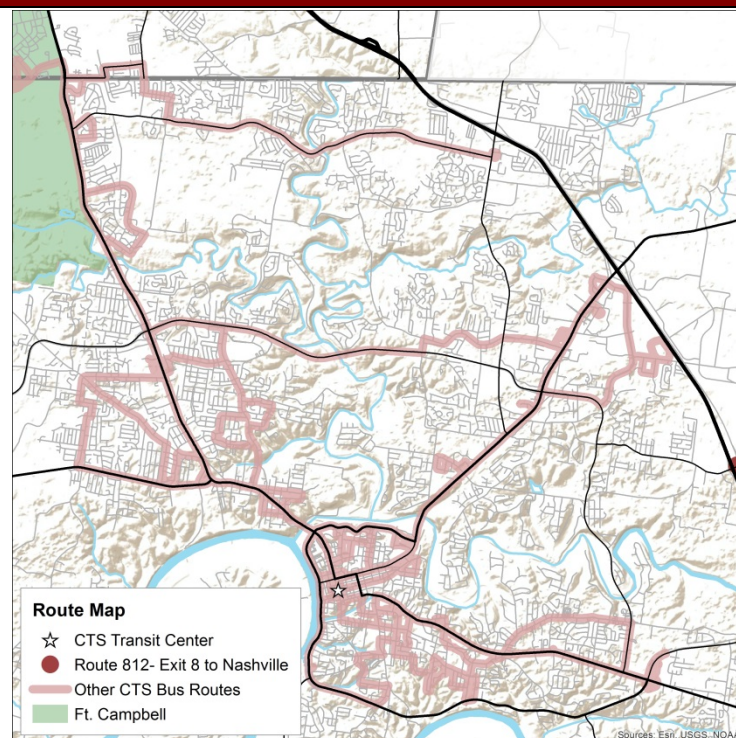 Route Map
CTS Transit Center
Route 812- Exit 8 to Nashville
Other CTS Bus Routes
Ft. Campbell
Sources: Esri, USGS, NOAA